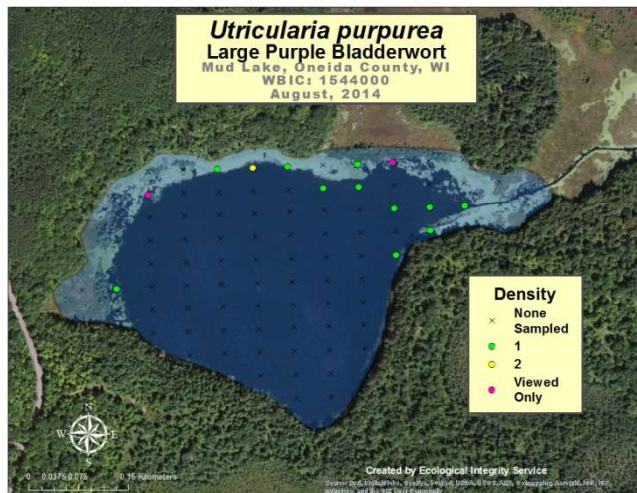 Utricularia purpurea
Large Purple Bladderwort
Mud Lake, Oneida County, WI
WBIC: 1544000
August, 2014
Density
None
Sampled
1
2
Viewed
Only
N
W E
S
0 0.0375 0.075 0.15 Kilometers
Created by Ecological Integrity Service